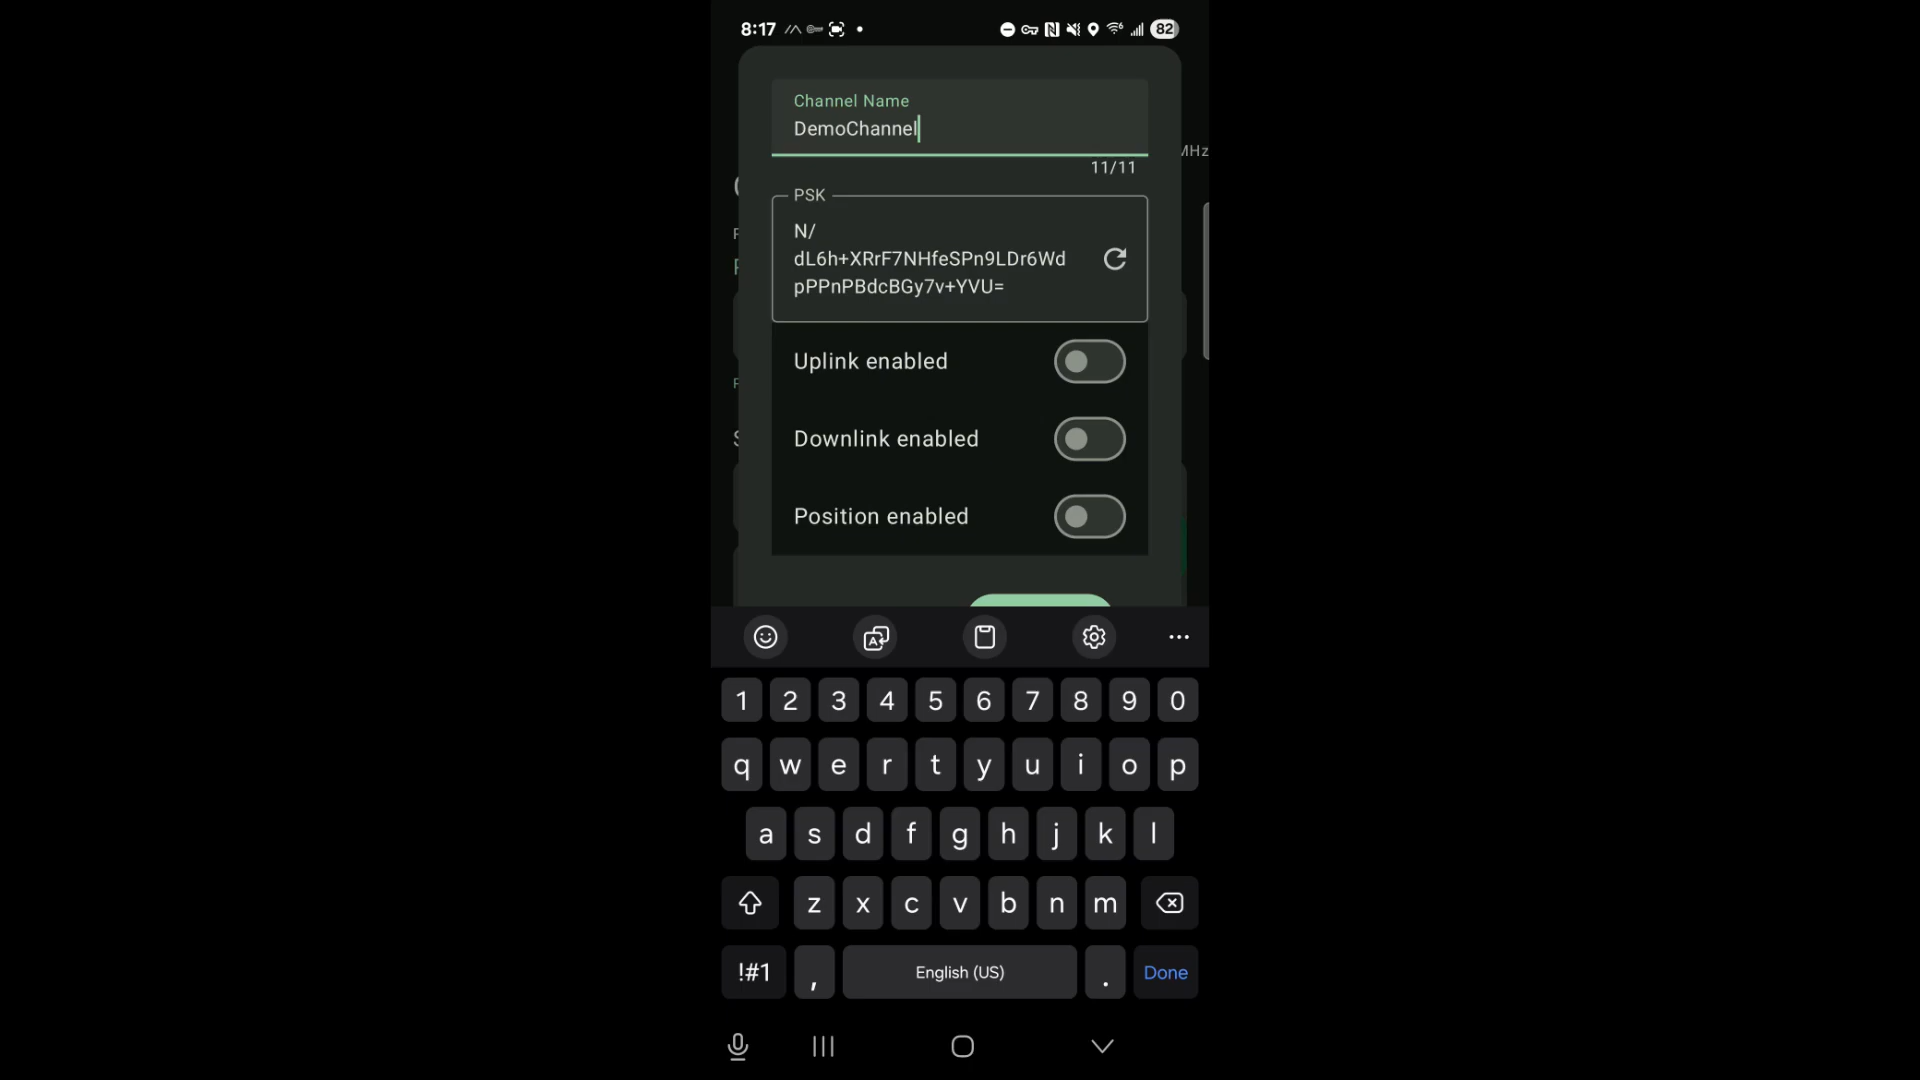 8:17
82
Channel Name
DemoChannel
MHz
11/11
PSK
N/
dL6h+XRrF7NHfeSPn9LDr6Wd
pPPnPBdcBGy7v+YVU=
Uplink enabled
Downlink enabled
Position enabled
1 2 3 4 5 6 7 8 9 0
q w e r t y u i o p
a s d f g h j k l
z x c v b n m
!#1 , English (US) . Done